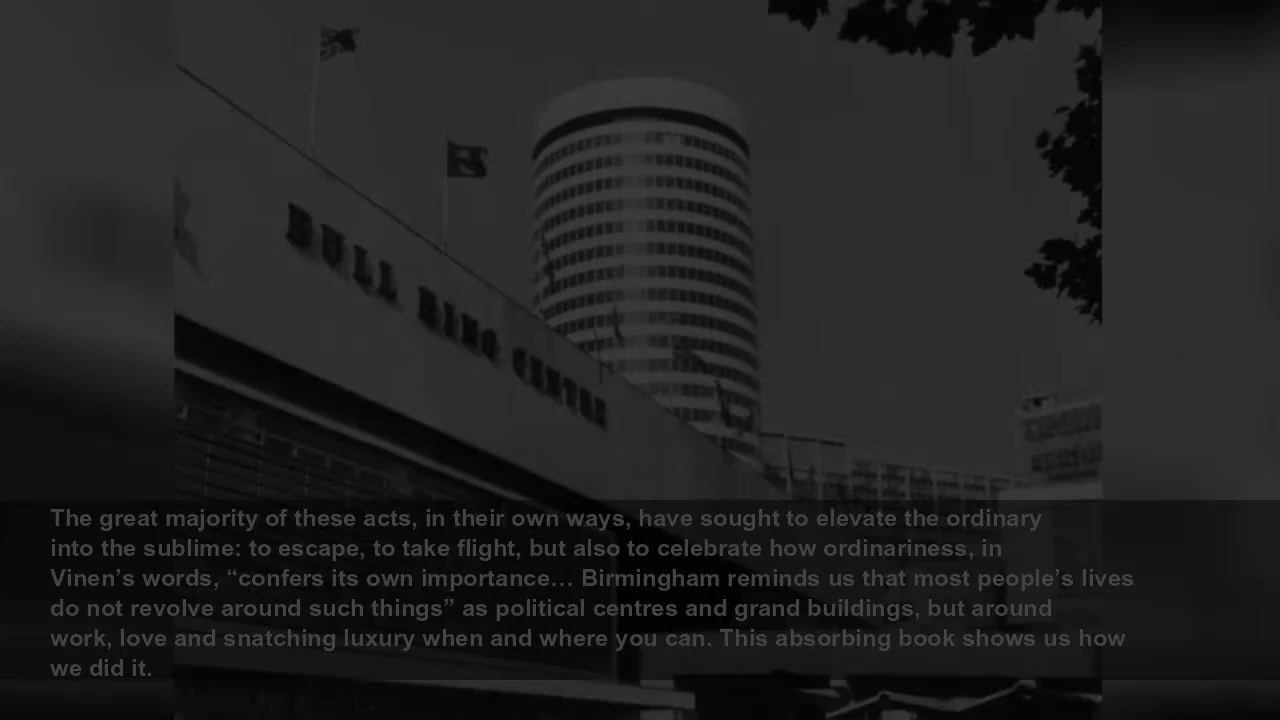 BULL RING CENTRE
The great majority of these acts, in their own ways, have sought to elevate the ordinary
into the sublime: to escape, to take flight, but also to celebrate how ordinariness, in
Vinen’s words, “confers its own importance… Birmingham reminds us that most people’s lives
do not revolve around such things” as political centres and grand buildings, but around
work, love and snatching luxury when and where you can. This absorbing book shows us how
we did it.